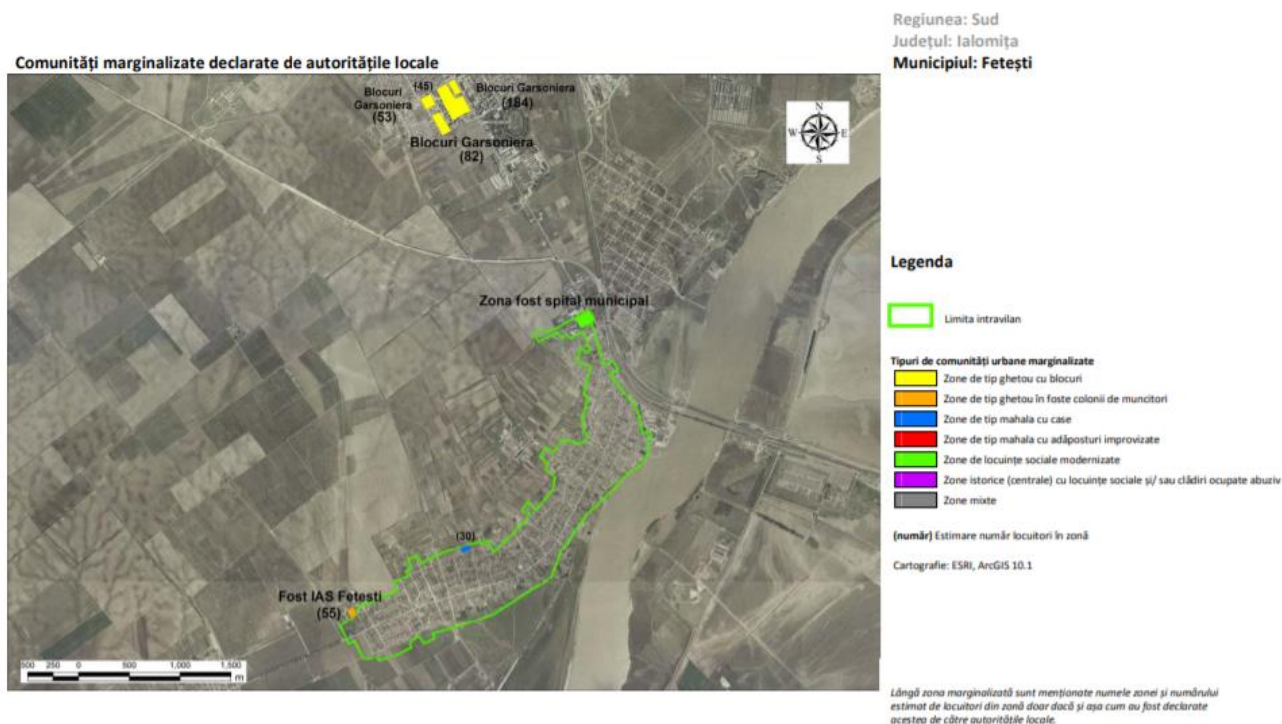 Regiunea: Sud
Județul: Ialomița
Municipiul: Fetești
Comunități marginalizate declarate de autoritățile locale
(45)
Blocuri Garsoniera
(53)
Blocuri Garsoniera
(184)
Blocuri Garsoniera
(82)
N
W E
S
Zona fost spital municipal
(30)
Fost IAS Fetesti
(55)
500 250 0 500 1,000 1,500
m
Legenda
Limita intravilan
Tipuri de comunități urbane marginalizate
Zone de tip ghetou cu blocuri
Zone de tip ghetou în foste colonii de muncitori
Zone de tip mahala cu case
Zone de tip mahala cu adăposturi improvizate
Zone de locuințe sociale modernizate
Zone istorice (centrale) cu locuințe sociale și/ sau clădiri ocupate abuziv
Zone mixte
(număr) Estimare număr locuitori în zonă
Cartografie: ESRI, ArcGIS 10.1
Lângă zona marginalizată sunt menționate numele zonei și numărului
estimat de locuitori din zonă doar dacă și așa cum au fost declarate
acestea de către autoritățile locale.